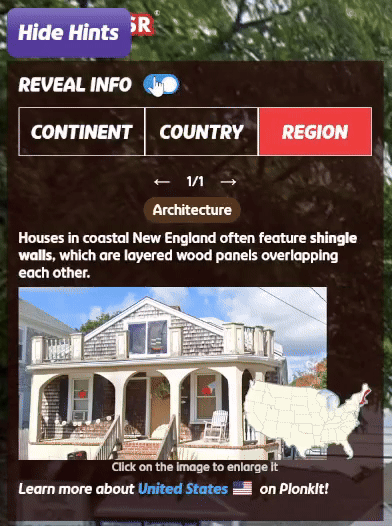 Hide Hints
SR
REVEAL INFO
CONTINENT
COUNTRY
REGION
← 1/1 →
Architecture
Houses in coastal New England often feature shingle
walls, which are layered wood panels overlapping
each other.
Click on the image to enlarge it
Learn more about United States 🇺🇸 on Plonkit!